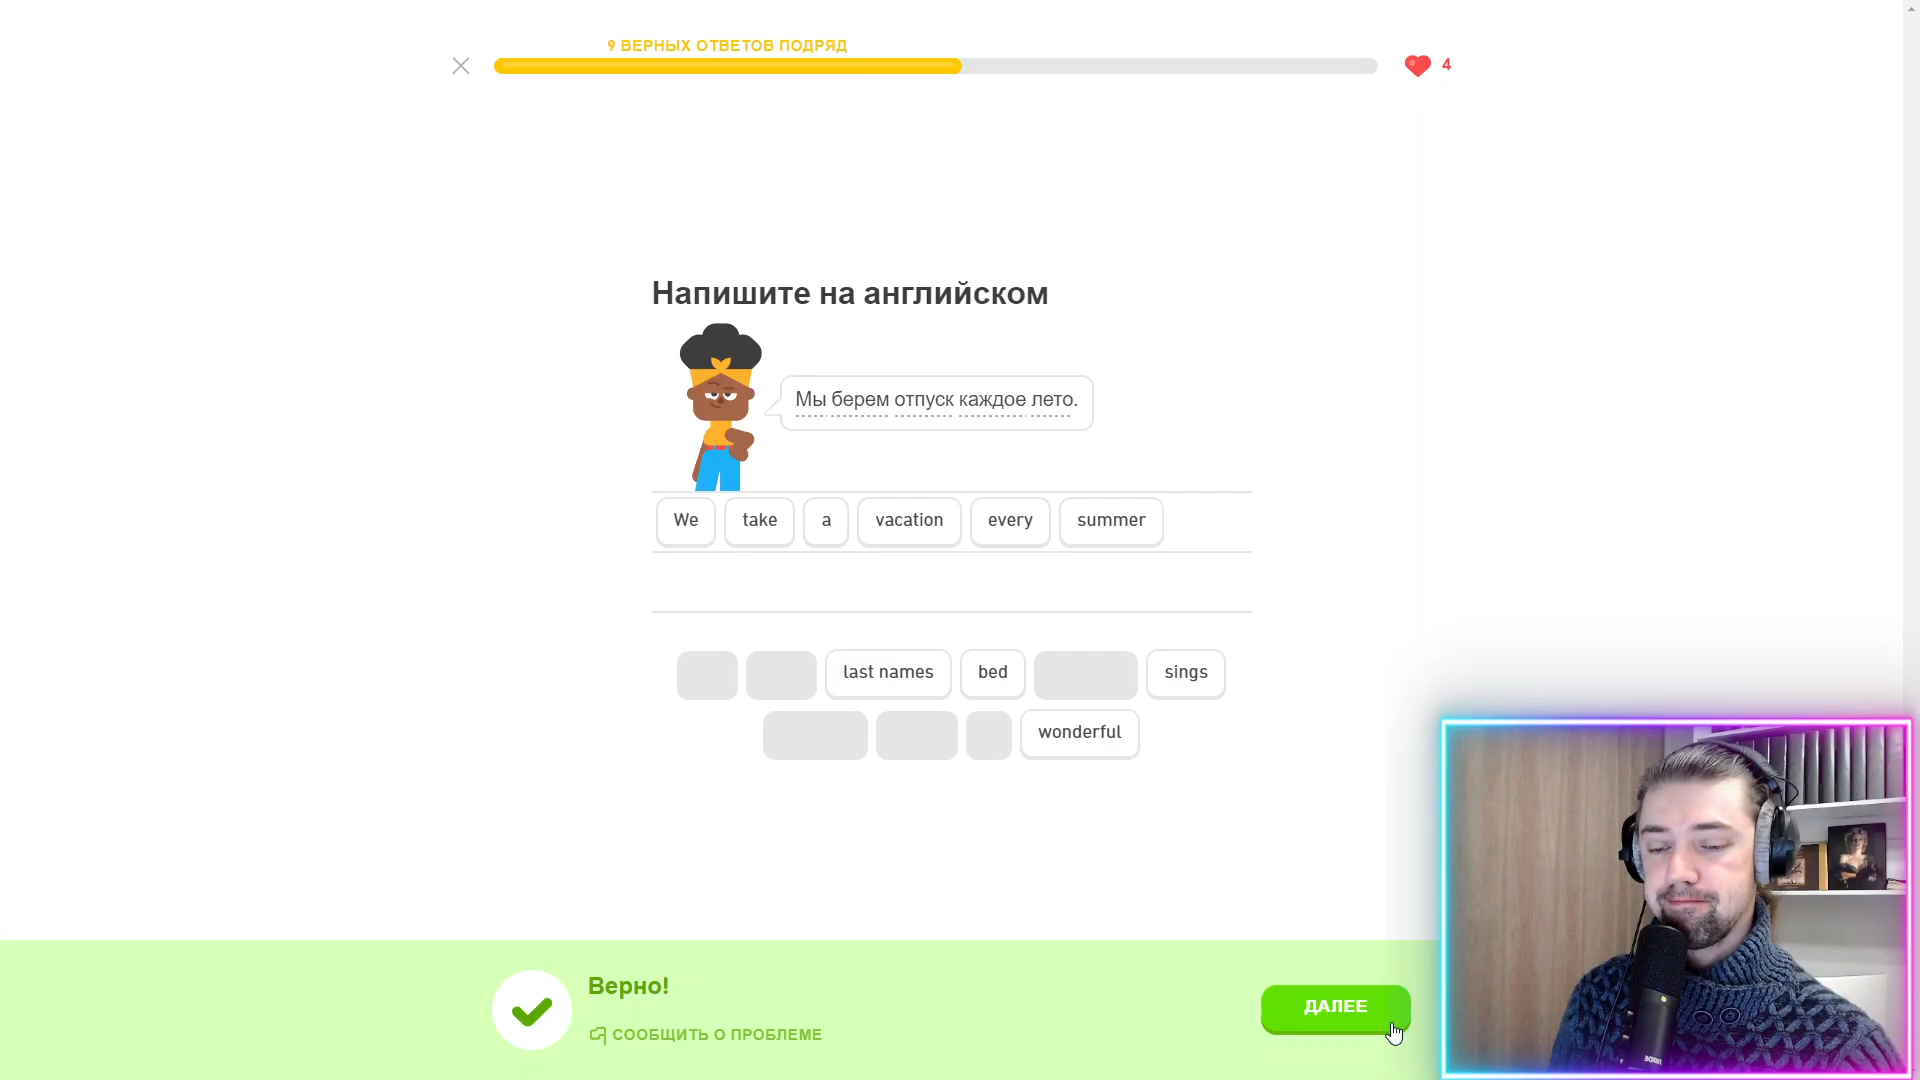 9 ВЕРНЫХ ОТВЕТОВ ПОДРЯД
4
Напишите на английском
Мы берем отпуск каждое лето.
We take a vacation every summer
last names bed sings
wonderful
Верно!
СООБЩИТЬ О ПРОБЛЕМЕ
ДАЛЕЕ